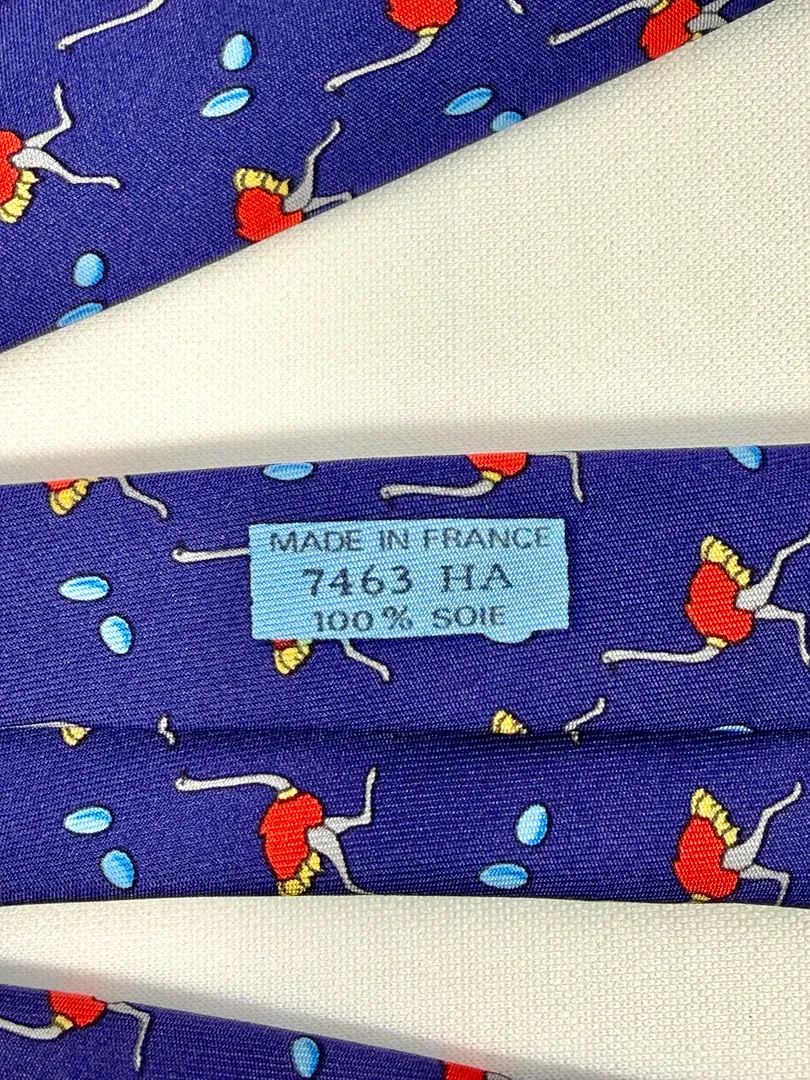 MADE IN FRANCE
7463 HA
100% SOIE